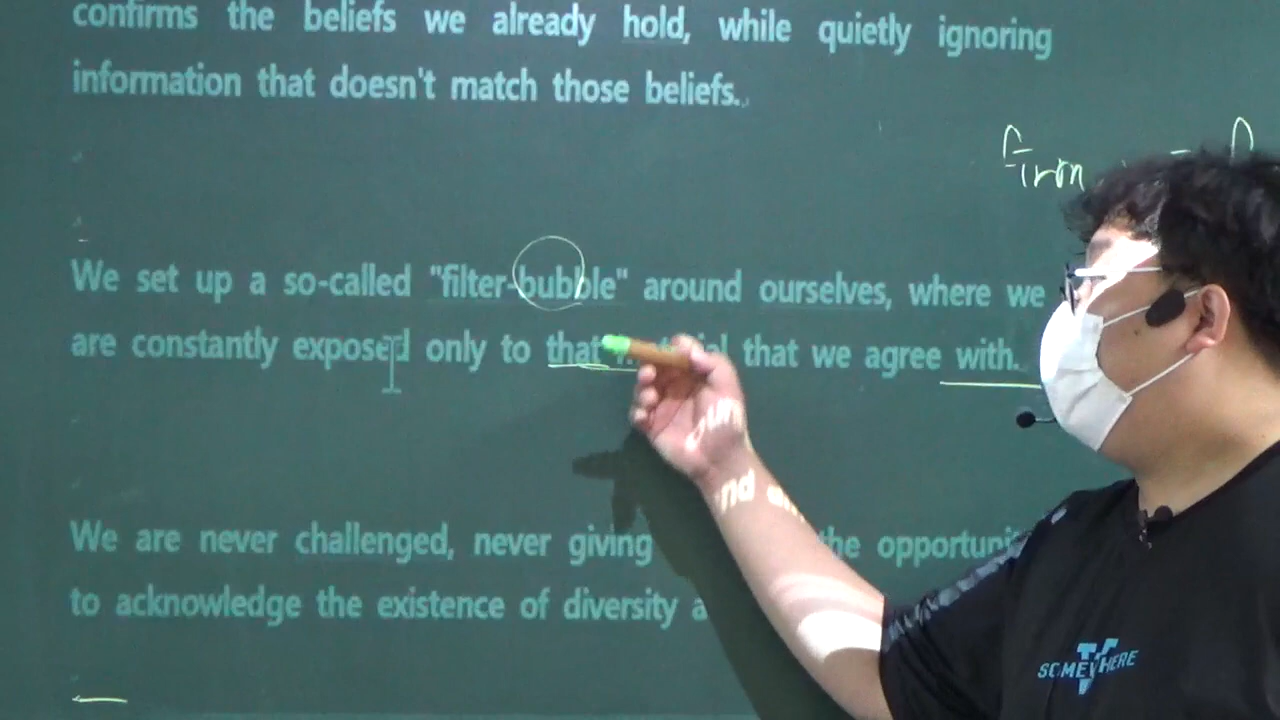 confirms the beliefs we already hold, while quietly ignoring
information that doesn't match those beliefs.
We set up a so-called "filter-bubble" around ourselves, where we
are constantly exposed only to that that we agree with.
We are never challenged, never giving the
to acknowledge the existence of diversity
SOMEWHERE